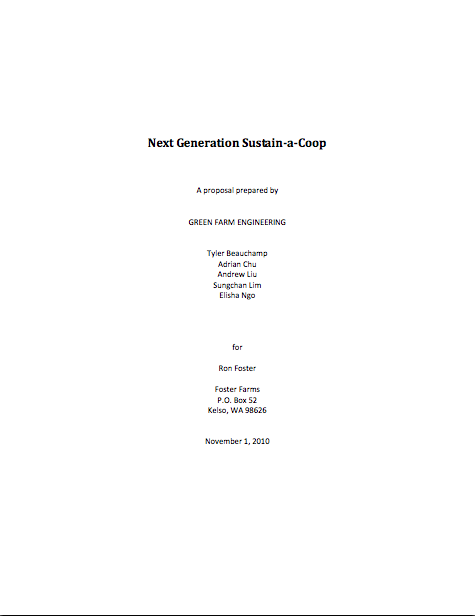 Next Generation Sustain-a-Coop
A proposal prepared by
GREEN FARM ENGINEERING
Tyler Beauchamp
Adrian Chu
Andrew Liu
Sungchan Lim
Elisha Ngo
for
Ron Foster
Foster Farms
P.O. Box 52
Kelso, WA 98626
November 1, 2010